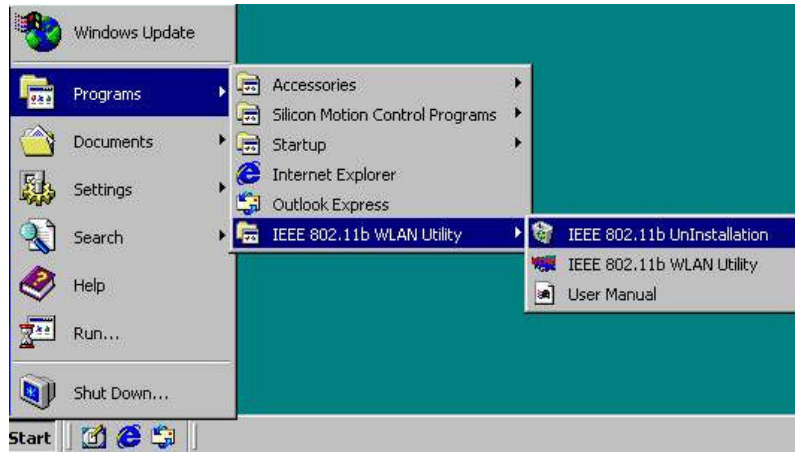 Windows Update
Programs
Documents
Settings
Search
Help
Run...
Shut Down...
Start
Accessories
Silicon Motion Control Programs
Startup
Internet Explorer
Outlook Express
IEEE 802.11b WLAN Utility
IEEE 802.11b UnInstallation
IEEE 802.11b WLAN Utility
User Manual